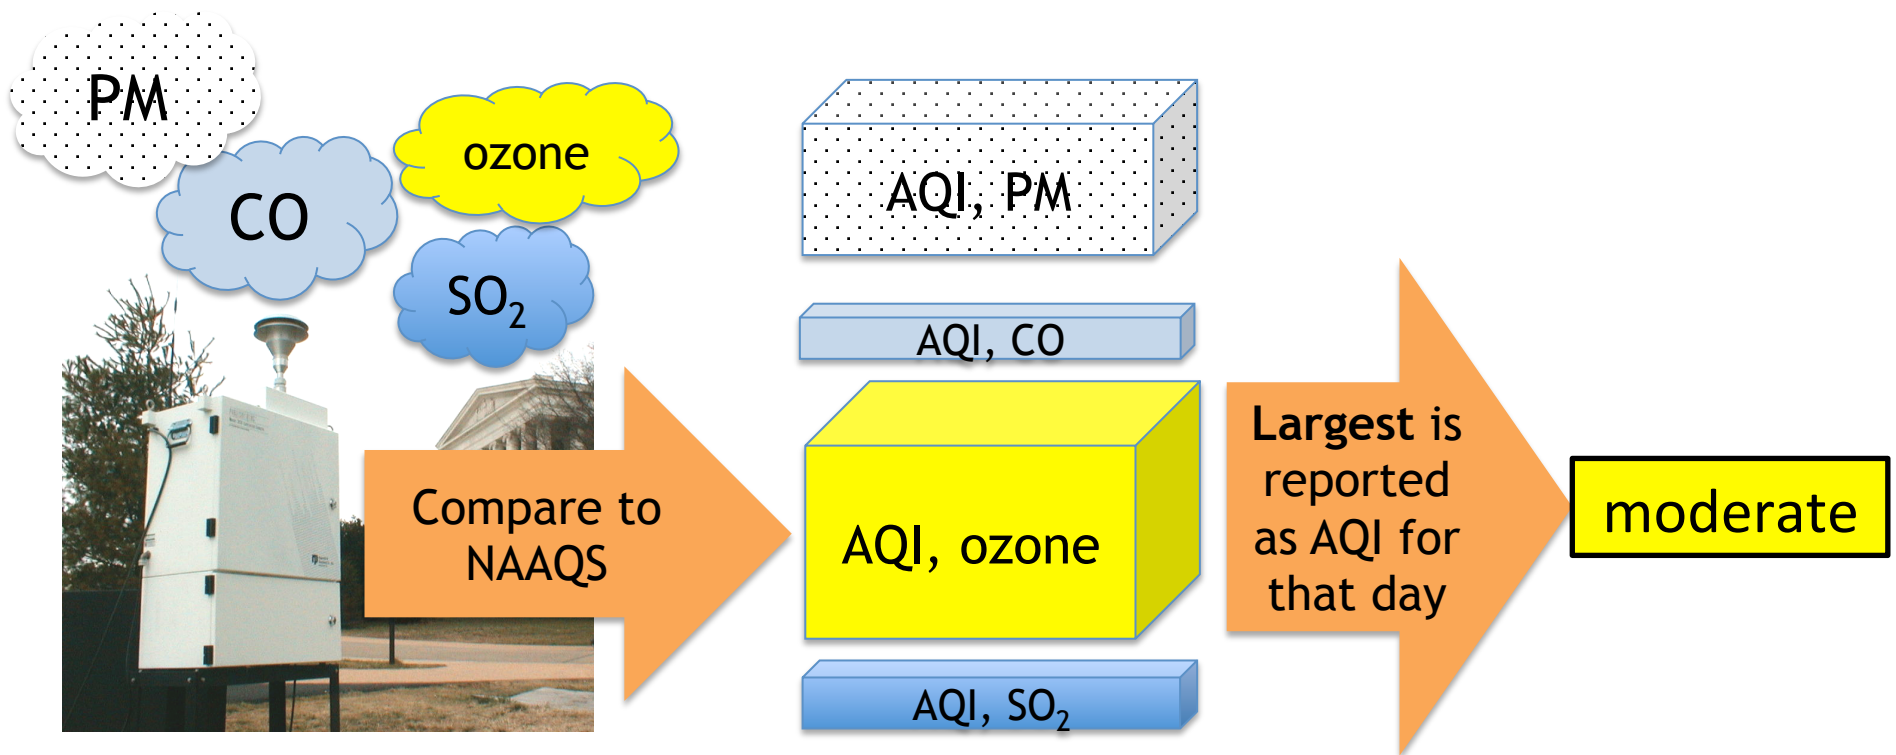 PM
CO
ozone
SO₂
Compare to
NAAQS
AQI, PM
AQI, CO
AQI, ozone
AQI, SO₂
Largest is
reported
as AQI for
that day
moderate